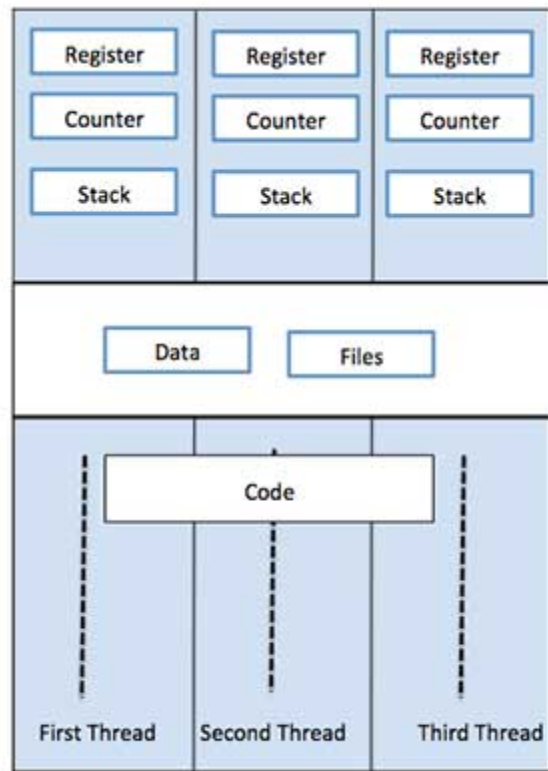 Register Register Register
Counter Counter Counter
Stack Stack Stack
Data Files
Code
First Thread Second Thread Third Thread